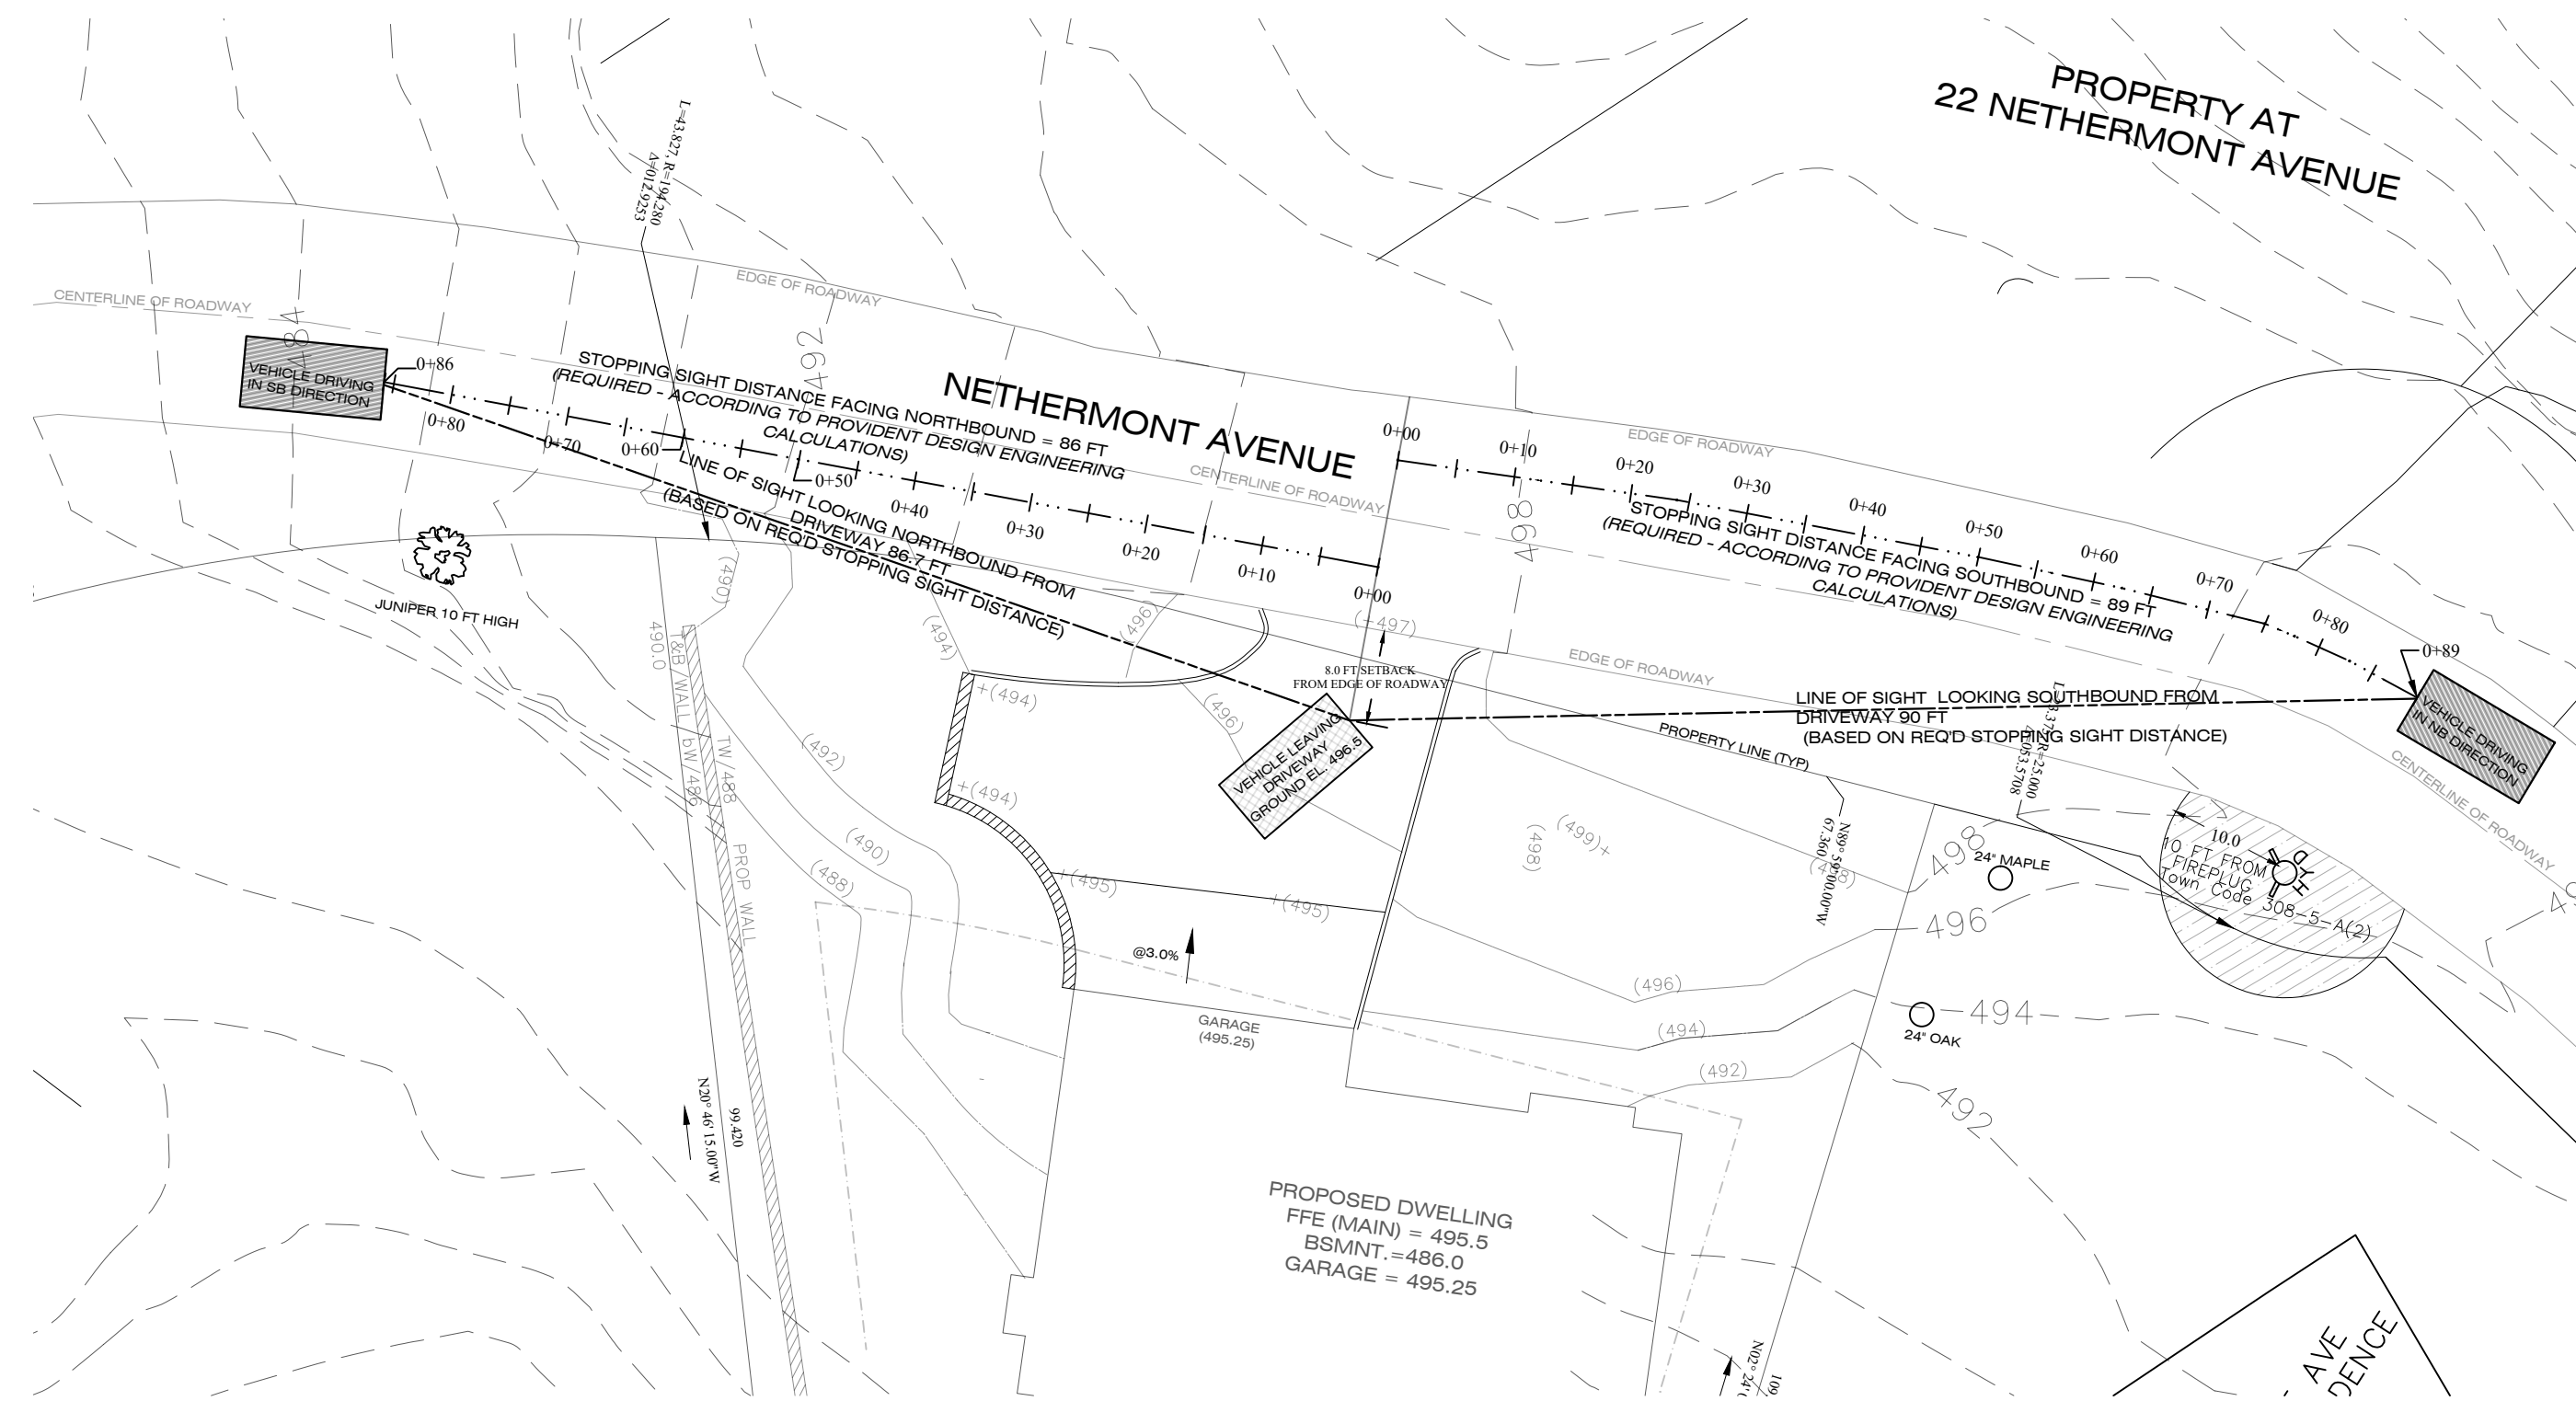 PROPERTY AT
22 NETHERMONT AVENUE
L=43.827, R=194.280
Δ=012.9253
EDGE OF ROADWAY
CENTERLINE OF ROADWAY
484
VEHICLE DRIVING
IN SB DIRECTION
0+86
0+80
0+70
0+60
0+50
0+40
0+30
0+20
0+10
0+00
STOPPING SIGHT DISTANCE FACING NORTHBOUND = 86 FT
(REQUIRED - ACCORDING TO PROVIDENT DESIGN ENGINEERING
CALCULATIONS)
492
NETHERMONT AVENUE
CENTERLINE OF ROADWAY
LINE OF SIGHT LOOKING NORTHBOUND FROM
DRIVEWAY 86.7 FT
(BASED ON REQ'D STOPPING SIGHT DISTANCE)
0+00
0+10
0+20
0+30
0+40
0+50
0+60
0+70
0+80
0+89
EDGE OF ROADWAY
498
STOPPING SIGHT DISTANCE FACING SOUTHBOUND = 89 FT
(REQUIRED - ACCORDING TO PROVIDENT DESIGN ENGINEERING
CALCULATIONS)
JUNIPER 10 FT HIGH
(490)
(494)
(496)
(+497)
8.0 FT SETBACK
FROM EDGE OF ROADWAY
EDGE OF ROADWAY
LINE OF SIGHT LOOKING SOUTHBOUND FROM
DRIVEWAY 90 FT
(BASED ON REQ'D STOPPING SIGHT DISTANCE)
PROPERTY LINE (TYP)
VEHICLE DRIVING
IN NB DIRECTION
CENTERLINE OF ROADWAY
490.0
T&B/WALL bW/486
TW/488
PROP WALL
+(494)
(496)
VEHICLE LEAVING
DRIVEWAY
GROUND EL. 496.5
(492)
+(494)
(490)
(488)
+(495)
+(495)
(498)
(499)+
N89° 59' 00.00"W
67.360
498
24" MAPLE
10.0
10 FT FROM
FIREPLUG
Town Code 308-5-A(2)
HYD
496
(496)
494
24" OAK
(494)
(492)
492
@3.0%
GARAGE
(495.25)
N20° 46' 15.00"W
99.420
PROPOSED DWELLING
FFE (MAIN) = 495.5
BSMNT.=486.0
GARAGE = 495.25
N02° 24'
109
AVE
DENCE